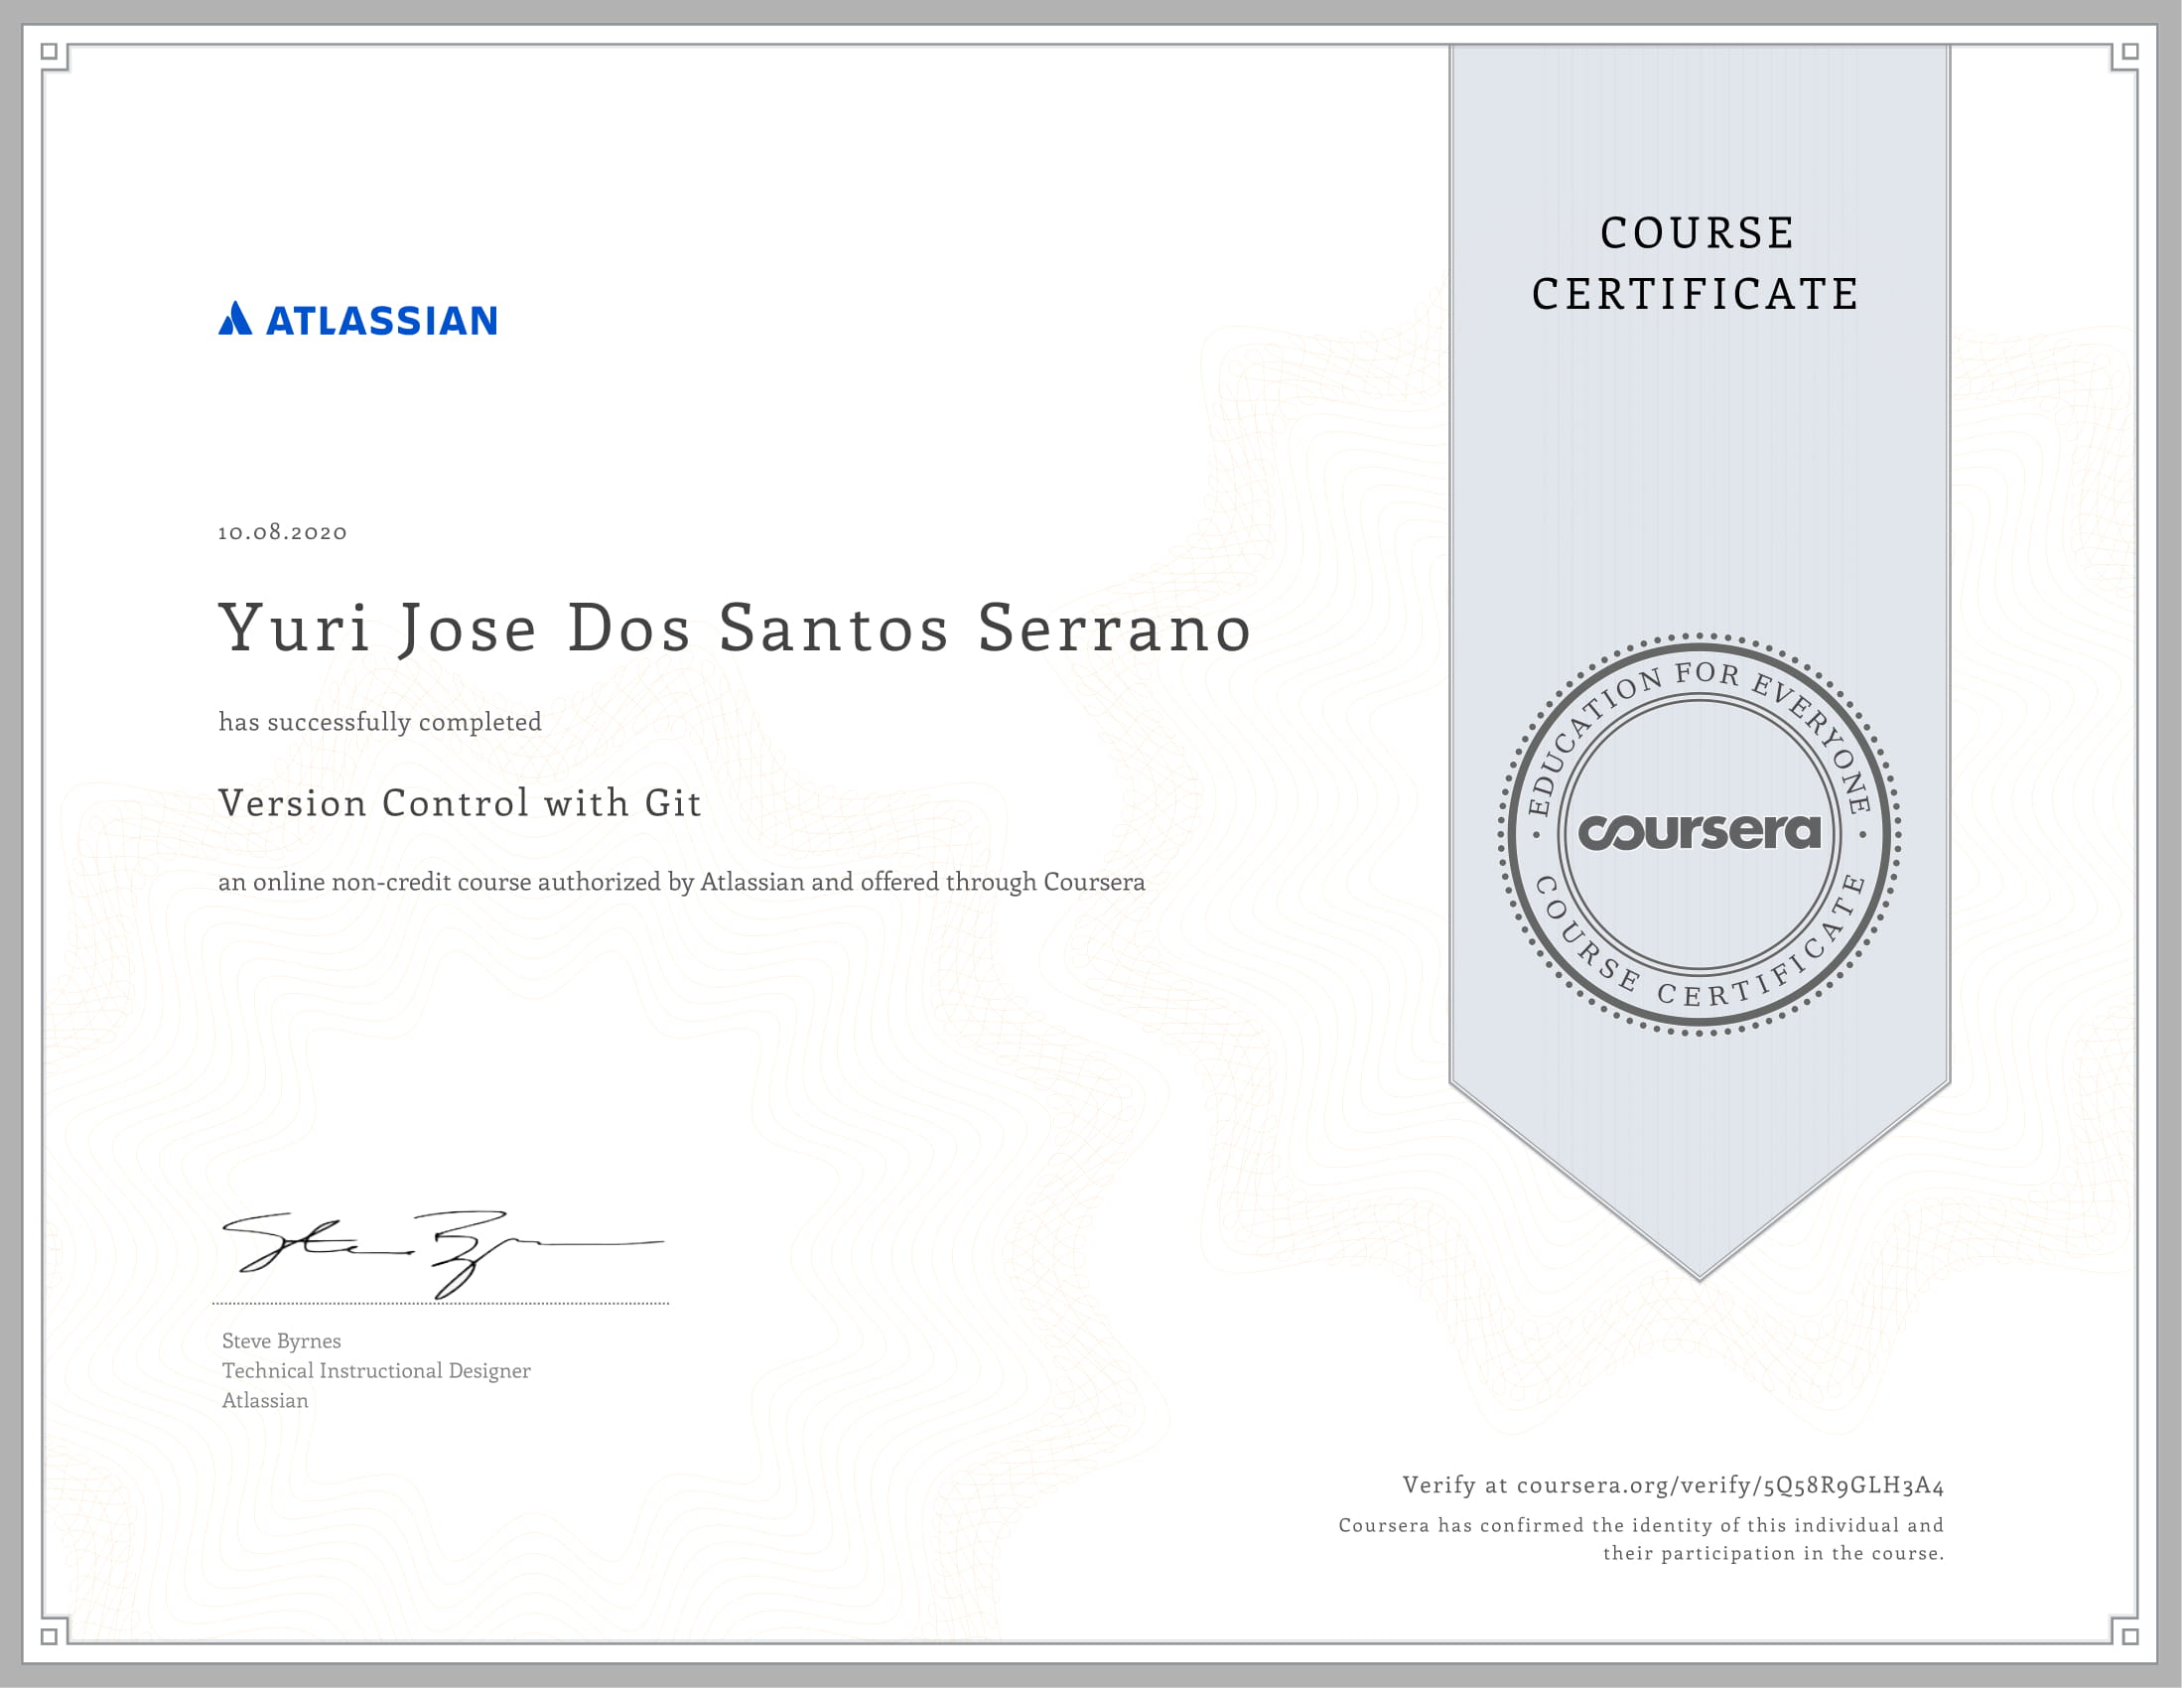 ATLASSIAN
COURSE
CERTIFICATE
10.08.2020
Yuri Jose Dos Santos Serrano
has successfully completed
Version Control with Git
an online non-credit course authorized by Atlassian and offered through Coursera
EDUCATION FOR EVERYONE
coursera
COURSE CERTIFICATE
Steve Byrnes
Technical Instructional Designer
Atlassian
Verify at coursera.org/verify/5Q58R9GLH3A4
Coursera has confirmed the identity of this individual and
their participation in the course.